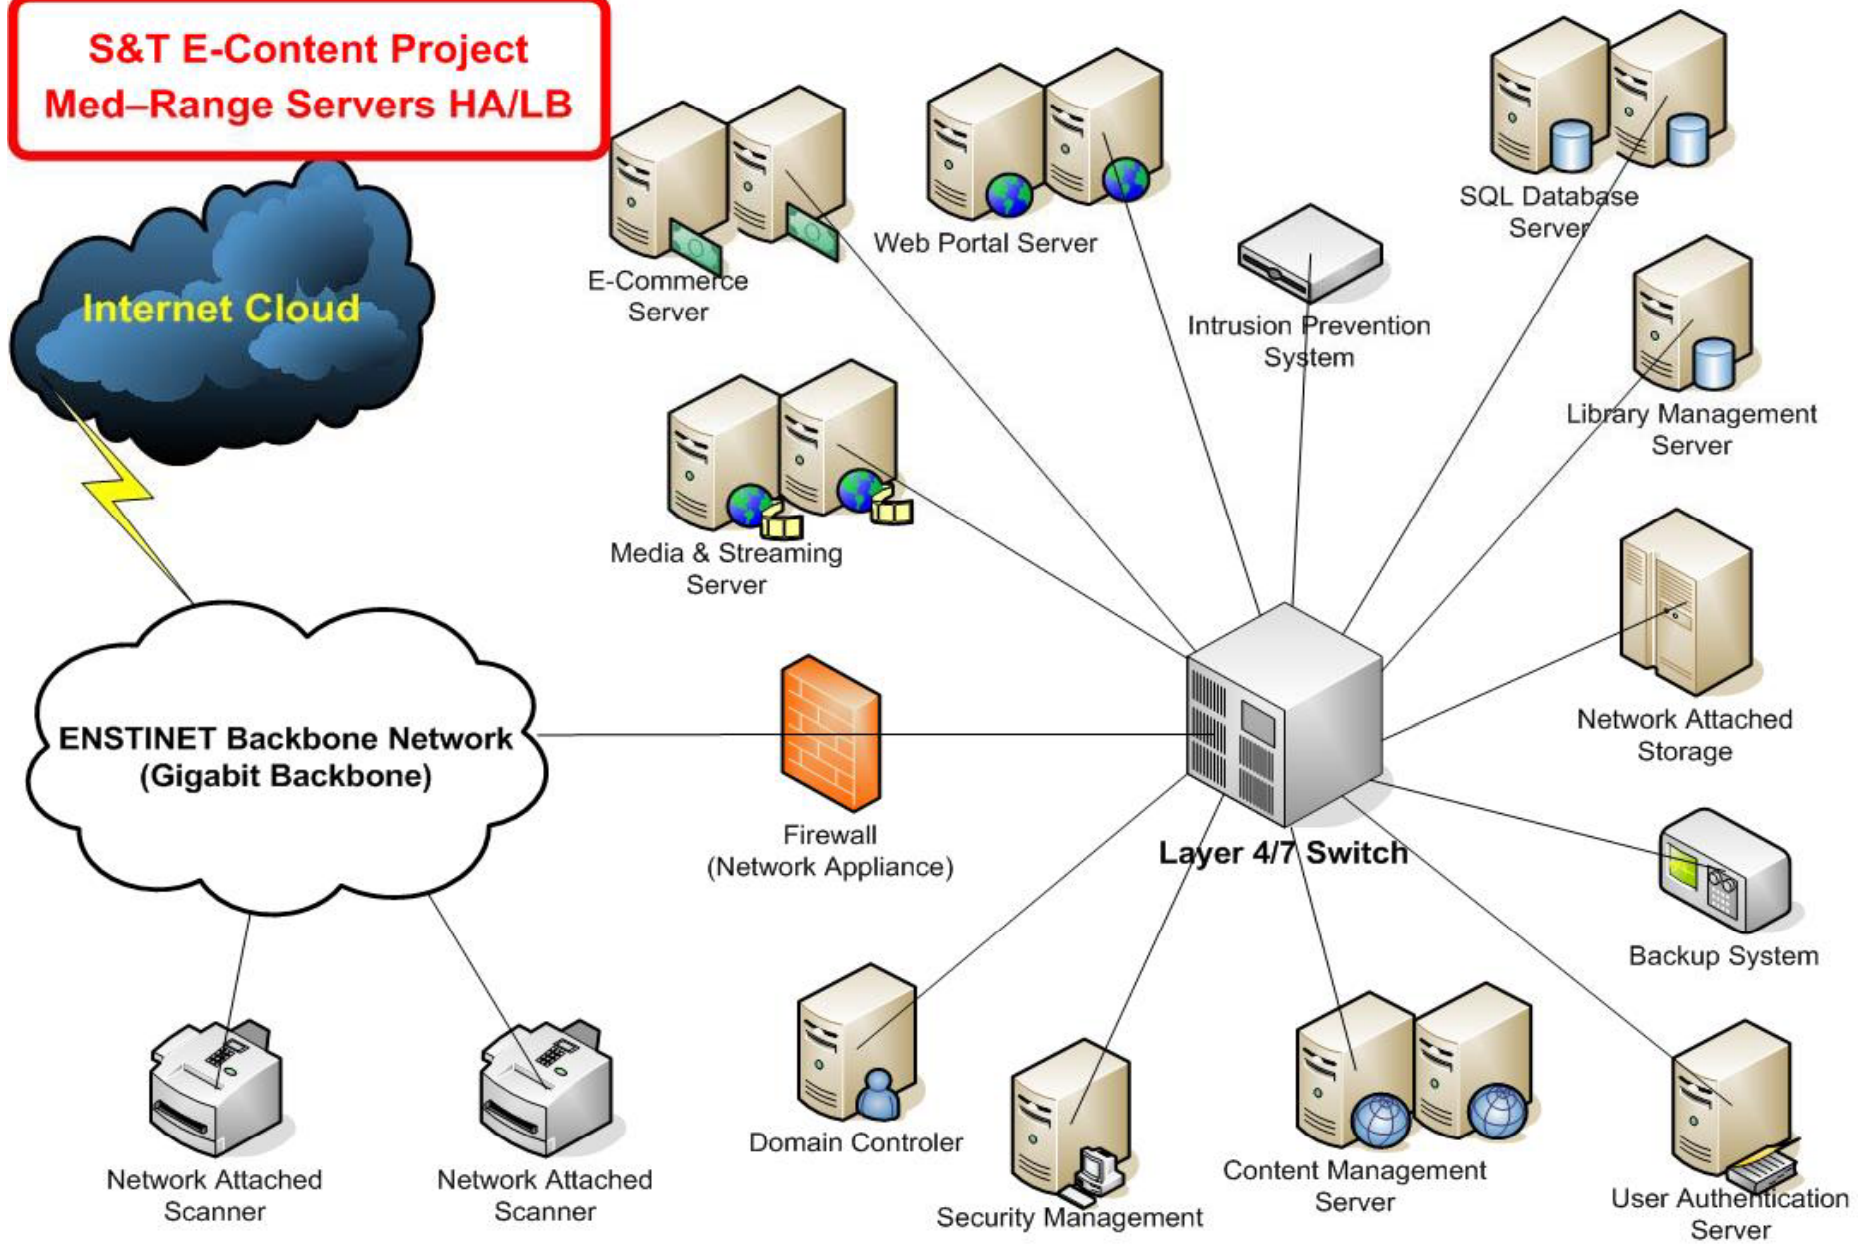 S&T E-Content Project
Med–Range Servers HA/LB
Internet Cloud
E-Commerce
Server
Web Portal Server
SQL Database
Server
Intrusion Prevention
System
Library Management
Server
Media & Streaming
Server
Network Attached
Storage
ENSTINET Backbone Network
(Gigabit Backbone)
Firewall
(Network Appliance)
Layer 4/7 Switch
Backup System
Domain Controler
Security Management
Content Management
Server
User Authentication
Server
Network Attached
Scanner
Network Attached
Scanner